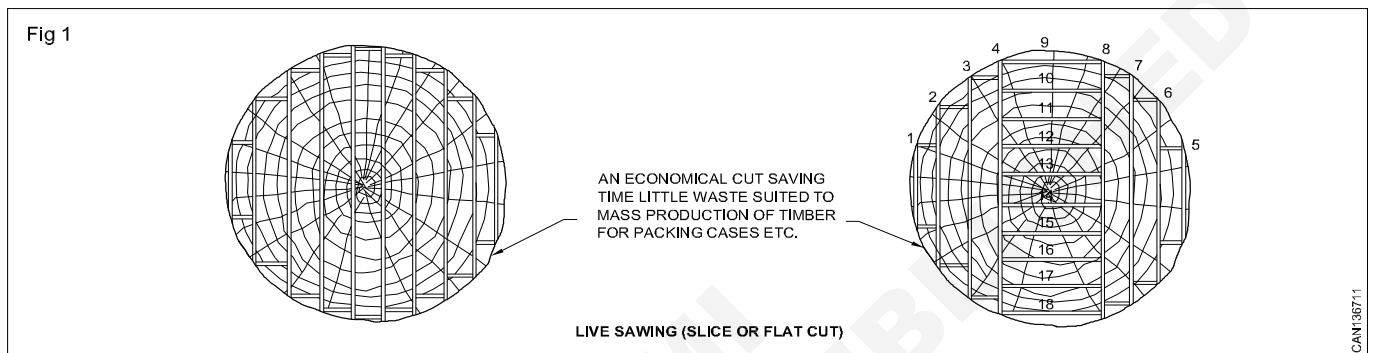 Fig 1
1
2
3
4
9
8
7
6
5
10
11
12
13
14
15
16
17
18
AN ECONOMICAL CUT SAVING
TIME LITTLE WASTE SUITED TO
MASS PRODUCTION OF TIMBER
FOR PACKING CASES ETC.
LIVE SAWING (SLICE OR FLAT CUT)
CAN136711